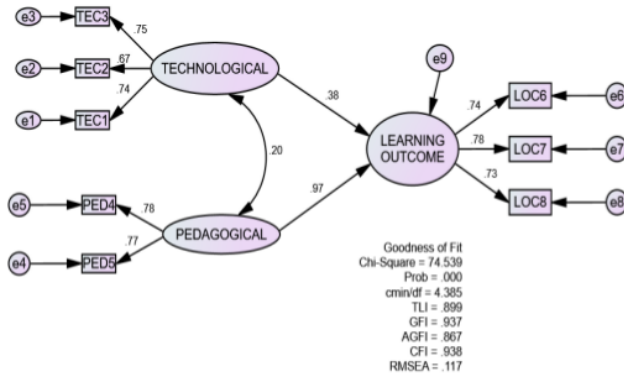 e3
TEC3
.75
e2
TEC2
.67
TECHNOLOGICAL
e1
TEC1
.74
e9
.38
.74
LOC6
e6
LEARNING
OUTCOME
.78
LOC7
e7
.73
LOC8
e8
.20
.97
e5
PED4
.78
PEDAGOGICAL
e4
PED5
.77
Goodness of Fit
Chi-Square = 74.539
Prob = .000
cmin/df = 4.385
TLI = .899
GFI = .937
AGFI = .867
CFI = .938
RMSEA = .117